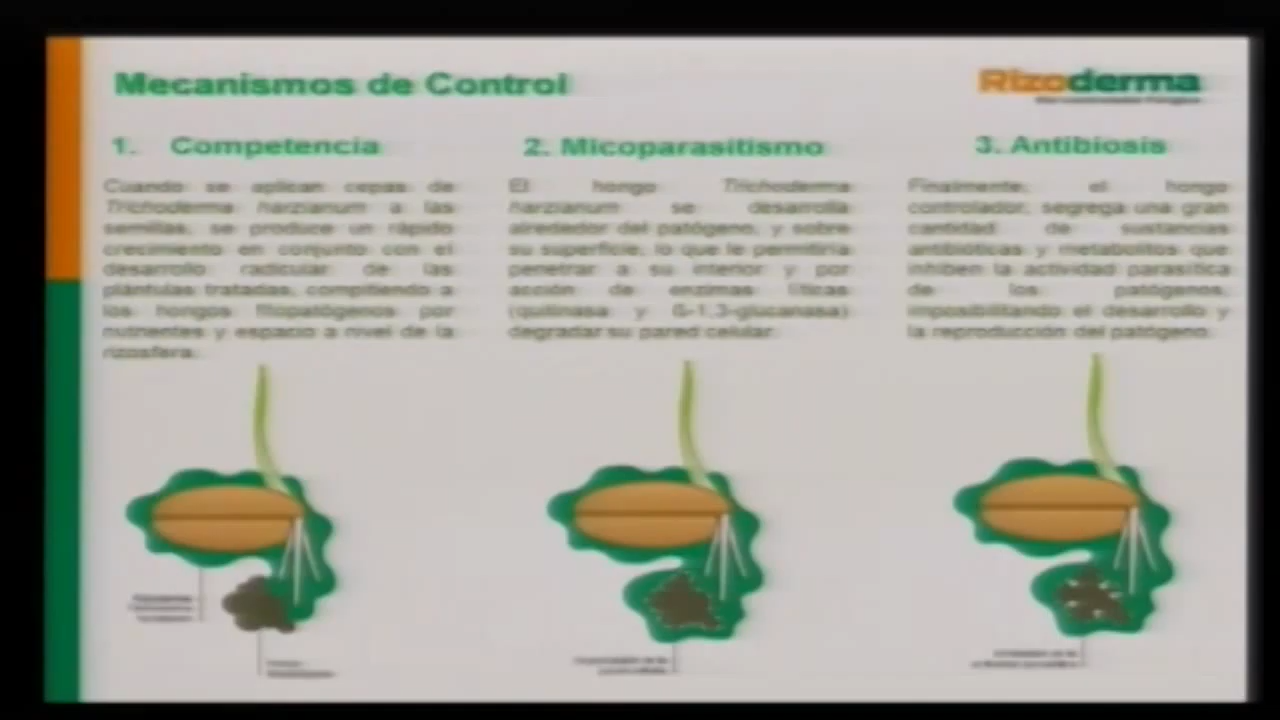 Mecanismos de Control
Rizoderma
1. Competencia
Cuando se aplican cepas de
Trichoderma harzianum a las
semillas, se produce un rápido
crecimiento en conjunto con el
desarrollo radicular de las
plántulas tratadas, compitiendo a
los hongos fitopatógenos por
nutrientes y espacio a nivel de la
rizosfera.
2. Micoparasitismo
El hongo Trichoderma
harzianum se desarrolla
alrededor del patógeno, y sobre
su superficie, lo que le permitiría
penetrar a su interior y por
acción de enzimas líticas
(quitinasa y ß-1,3-glucanasa)
degradar su pared celular.
3. Antibiosis
Finalmente, el hongo
controlador, segrega una gran
cantidad de sustancias
antibióticas y metabolitos que
inhiben la actividad parasítica
de los patógenos,
imposibilitando el desarrollo y
la reproducción del patógeno.